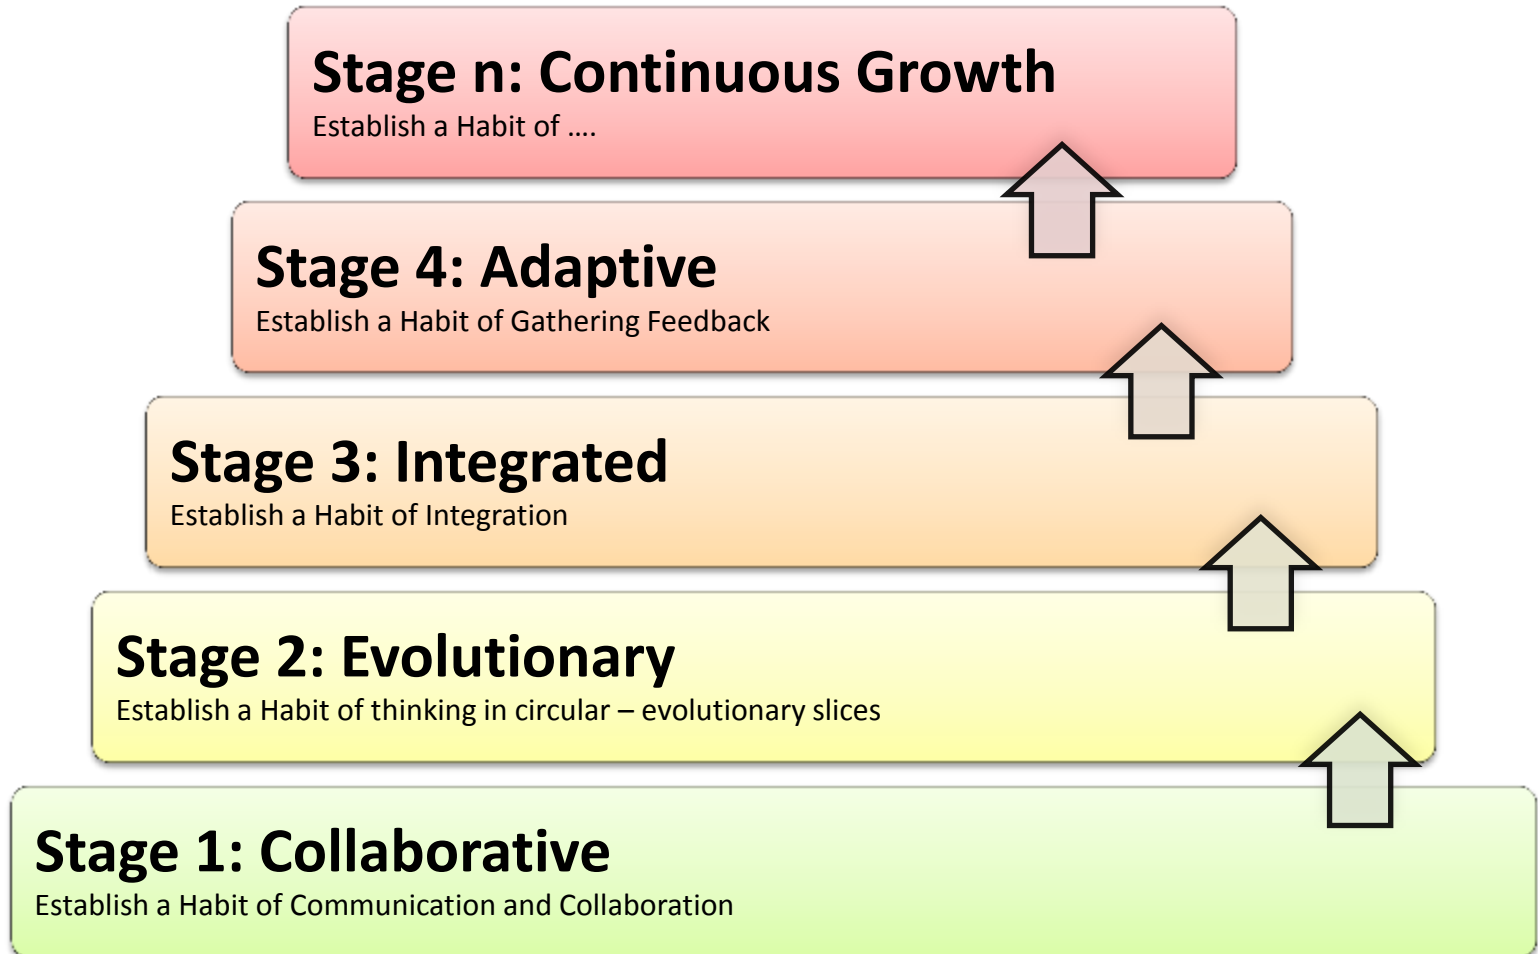 Stage n: Continuous Growth
Establish a Habit of ....
Stage 4: Adaptive
Establish a Habit of Gathering Feedback
Stage 3: Integrated
Establish a Habit of Integration
Stage 2: Evolutionary
Establish a Habit of thinking in circular – evolutionary slices
Stage 1: Collaborative
Establish a Habit of Communication and Collaboration